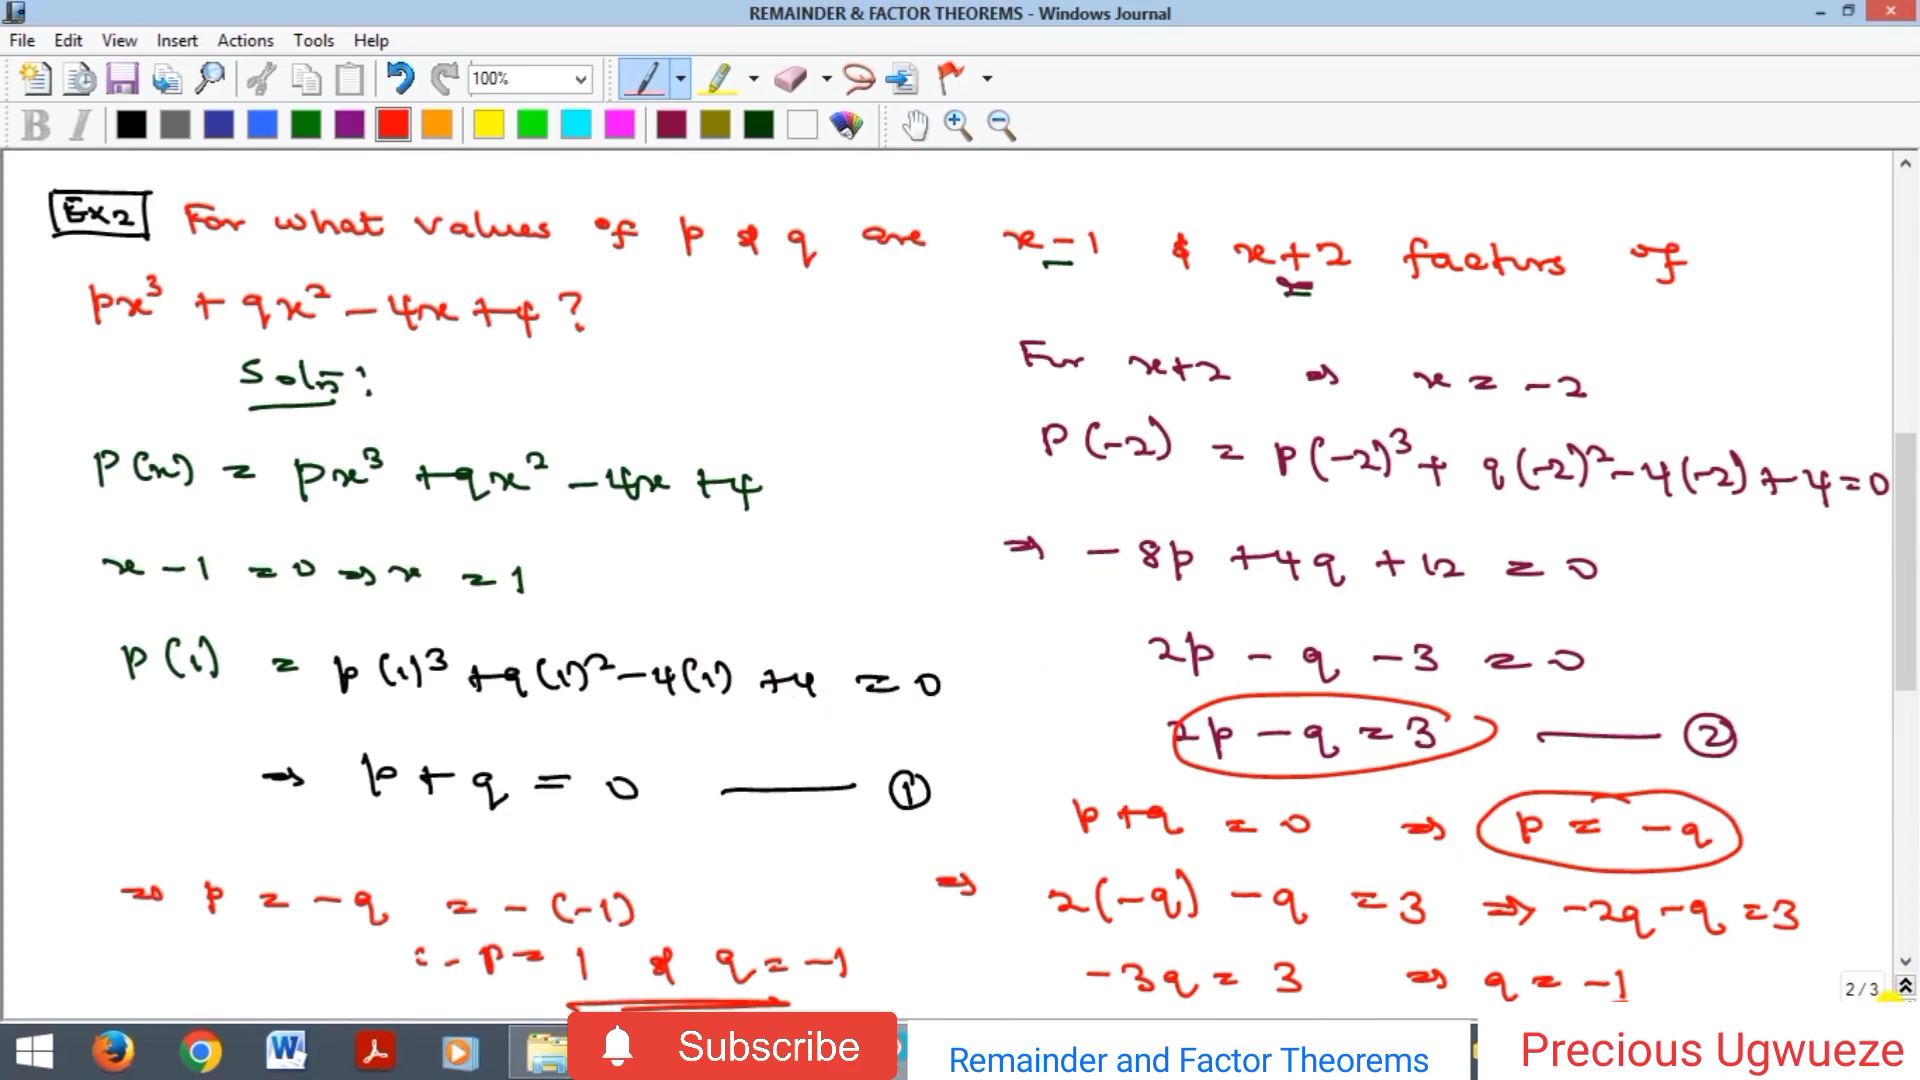 REMAINDER & FACTOR THEOREMS - Windows Journal
File Edit View Insert Actions Tools Help
100%
B I
Ex2 For what values of p & q are x-1 & x+2 factors of
px³ + qx² - 4x + 4 ?
Soln:
P(x) = px³ + qx² - 4x + 4
x - 1 = 0 ⇒ x = 1
P(1) = p(1)³ + q(1)² - 4(1) + 4 = 0
⇒ p + q = 0 ——— ①
⇒ p = -q = -(-1)
∴ p = 1 & q = -1
For x+2 ⇒ x = -2
P(-2) = p(-2)³ + q(-2)² - 4(-2) + 4 = 0
⇒ -8p + 4q + 12 = 0
2p - q - 3 = 0
2p - q = 3 ——— ②
p + q = 0 ⇒ p = -q
⇒ 2(-q) - q = 3 ⇒ -2q - q = 3
-3q = 3 ⇒ q = -1
2 / 3
Subscribe
Remainder and Factor Theorems
Precious Ugwueze